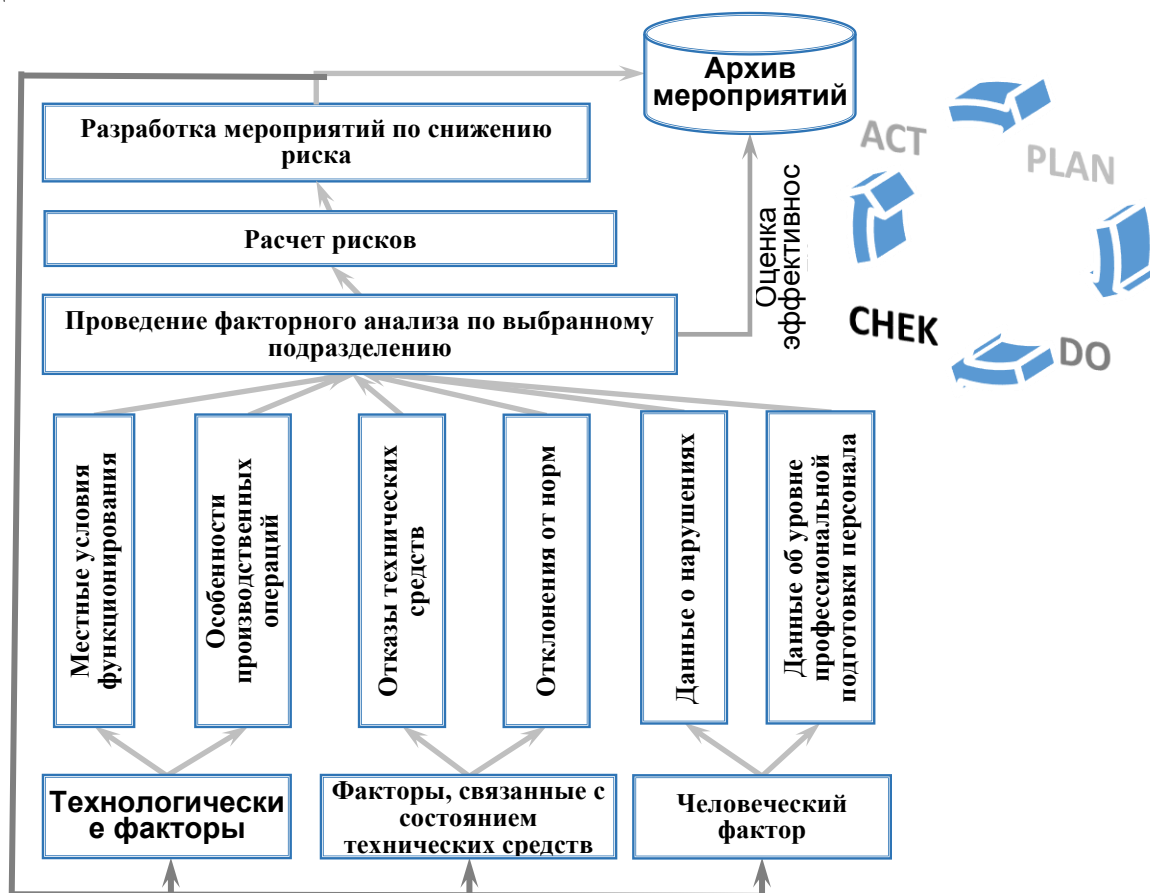 Архив
мероприятий
Разработка мероприятий по снижению
риска
ACT
PLAN
Расчет рисков
Оценка
эффективнос
Проведение факторного анализа по выбранному
подразделению
CHEK
DO
Местные условия
функционирования
Особенности
производственных
операций
Отказы технических
средств
Отклонения от норм
Данные о нарушениях
Данные об уровне
профессиональной
подготовки персонала
Технологически
е факторы
Факторы, связанные с
состоянием
технических средств
Человеческий
фактор